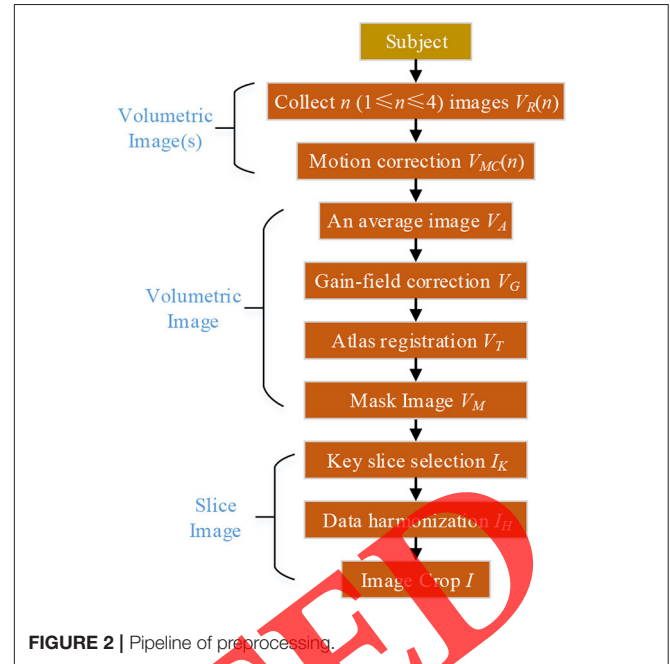 Subject
Collect n (1≤n≤4) images V_R(n)
Volumetric
Image(s)
Motion correction V_MC(n)
An average image V_A
Gain-field correction V_G
Volumetric
Image
Atlas registration V_T
Mask Image V_M
Key slice selection I_K
Slice
Image
Data harmonization I_H
Image Crop I
TED
FIGURE 2 | Pipeline of preprocessing.